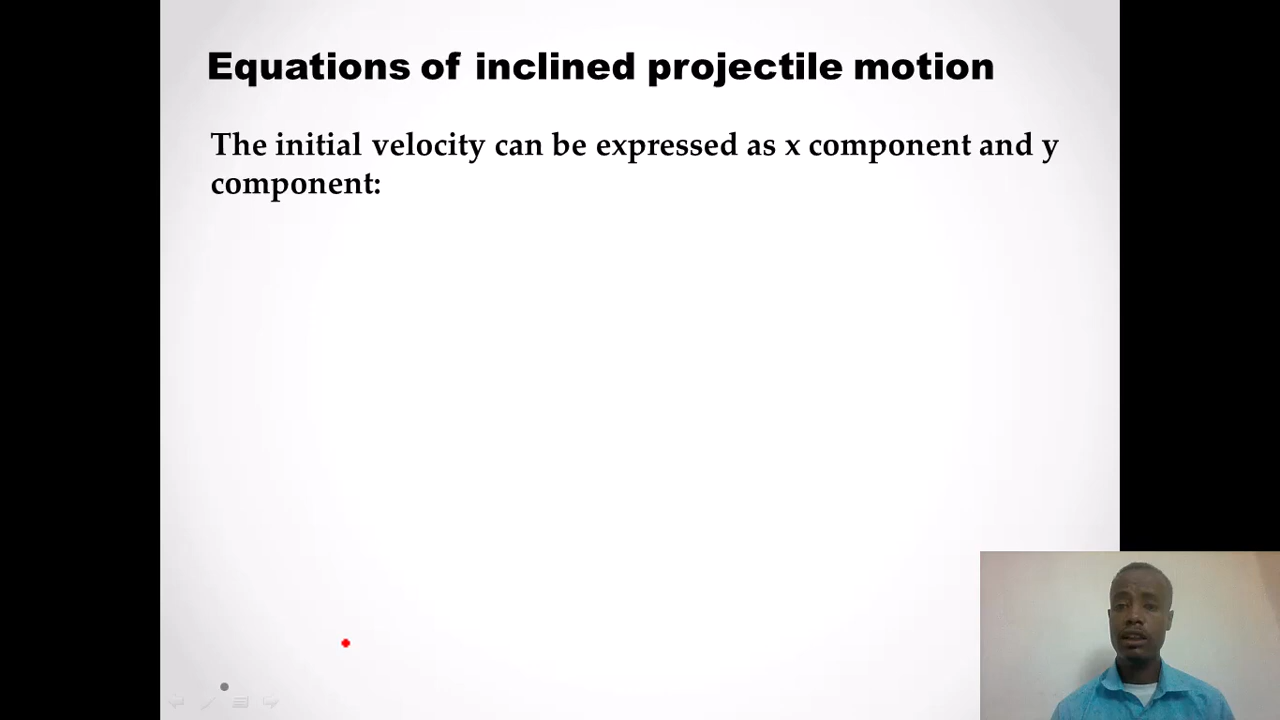 Equations of inclined projectile motion
The initial velocity can be expressed as x component and y
component: